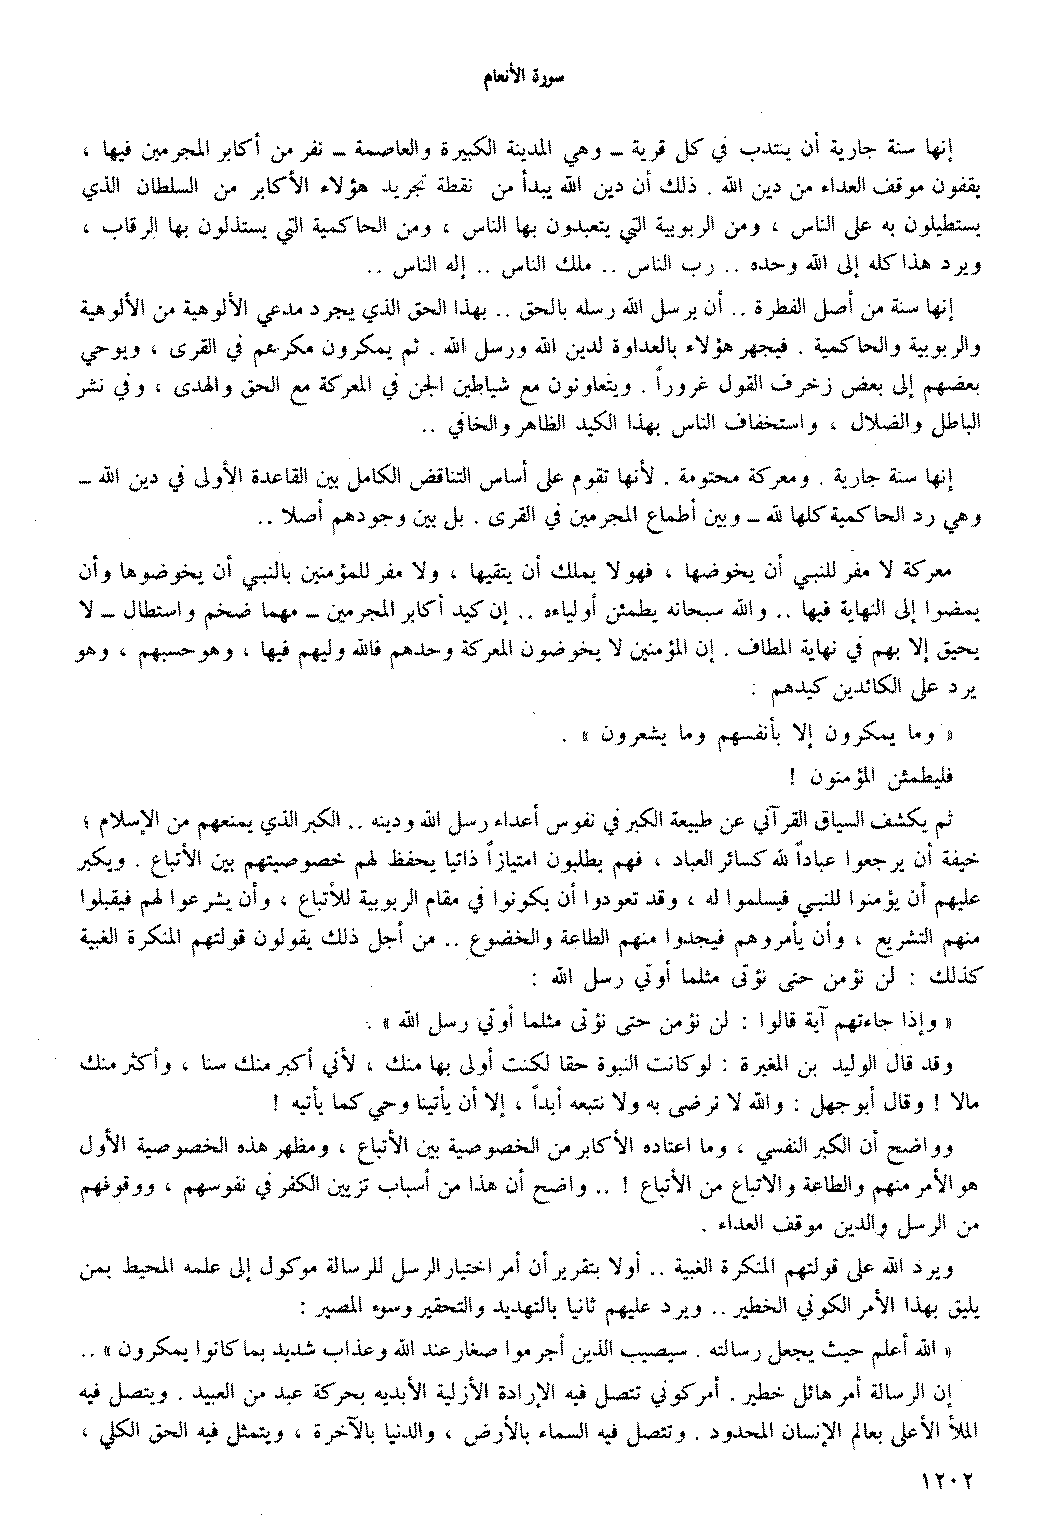 سورة الأنعام
إنها سنة جارية أن ينتدب في كل قرية – وهي المدينة الكبيرة والعاصمة – نفر من أكابر المجرمين فيها ،
يقفون موقف العداء من دين الله . ذلك أن دين الله يبدأ من نقطة تجريد هؤلاء الأكابر من السلطان الذي
يستطيلون به على الناس ، ومن الربوبية التي يتعبدون بها الناس ، ومن الحاكمية التي يستذلون بها الرقاب ،
ويرد هذا كله إلى الله وحده .. رب الناس .. ملك الناس .. إله الناس ..
إنها سنة من أصل الفطرة .. أن يرسل الله رسله بالحق .. بهذا الحق الذي يجرد مدعي الألوهية من الألوهية
والربوبية والحاكمية . فيجهر هؤلاء بالعداوة لدين الله ورسل الله . ثم يمكرون مكرهم في القرى ، ويوحي
بعضهم إلى بعض زخرف القول غروراً . ويتعاونون مع شياطين الجن في المعركة مع الحق والهدى ، وفي نشر
الباطل والضلال ، واستخفاف الناس بهذا الكيد الظاهر والخافي ..
إنها سنة جارية . ومعركة محتومة . لأنها تقوم على أساس التناقض الكامل بين القاعدة الأولى في دين الله –
وهي رد الحاكمية كلها لله – وبين أطماع المجرمين في القرى . بل بين وجودهم أصلا ..
معركة لا مفر للنبي أن يخوضها ، فهو لا يملك أن يتقيها ، ولا مفر للمؤمنين بالنبي أن يخوضوها وأن
يمضوا إلى النهاية فيها .. والله سبحانه يطمئن أولياءه .. إن كيد أكابر المجرمين – مهما ضخم واستطال – لا
يحيق إلا بهم في نهاية المطاف . إن المؤمنين لا يخوضون المعركة وحدهم فالله وليهم فيها ، وهو حسبهم ، وهو
يرد على الكائدين كيدهم :
« وما يمكرون إلا بأنفسهم وما يشعرون » .
فليطمئن المؤمنون !
ثم يكشف السياق القرآني عن طبيعة الكبر في نفوس أعداء رسل الله ودينه .. الكبر الذي يمنعهم من الإسلام ؛
خيفة أن يرجعوا عباداً لله كسائر العباد ، فهم يطلبون امتيازاً ذاتيا يحفظ لهم خصوصيتهم بين الأتباع . ويكبر
عليهم أن يؤمنوا للنبي فيسلموا له ، وقد تعودوا أن يكونوا في مقام الربوبية للأتباع ، وأن يشرعوا لهم فيقبلوا
منهم التشريع ، وأن يأمروهم فيجدوا منهم الطاعة والخضوع .. من أجل ذلك يقولون قولتهم المنكرة الغبية
كذلك : لن نؤمن حتى نؤتى مثلما أوتي رسل الله :
« وإذا جاءتهم آية قالوا : لن نؤمن حتى نؤتى مثلما أوتي رسل الله » .
وقد قال الوليد بن المغيرة : لو كانت النبوة حقا لكنت أولى بها منك ، لأني أكبر منك سنا ، وأكثر منك
مالا ! وقال أبو جهل : والله لا نرضى به ولا نتبعه أبداً ، إلا أن يأتينا وحي كما يأتيه !
وواضح أن الكبر النفسي ، وما اعتاده الأكابر من الخصوصية بين الأتباع ، ومظهر هذه الخصوصية الأول
هو الأمر منهم والطاعة والاتباع من الأتباع ! .. واضح أن هذا من أسباب تزيين الكفر في نفوسهم ، ووقوفهم
من الرسل والدين موقف العداء .
ويرد الله على قولتهم المنكرة الغبية .. أولا بتقرير أن أمر اختيار الرسل للرسالة موكول إلى علمه المحيط بمن
يليق بهذا الأمر الكوني الخطير .. ويرد عليهم ثانيا بالتهديد والتحقير وسوء المصير :
« الله أعلم حيث يجعل رسالته . سيصيب الذين أجرموا صغار عند الله وعذاب شديد بما كانوا يمكرون » ..
إن الرسالة أمر هائل خطير . أمر كوني تتصل فيه الإرادة الأزلية الأبدية بحركة عبد من العبيد . ويتصل فيه
الملأ الأعلى بعالم الإنسان المحدود . وتتصل فيه السماء بالأرض ، والدنيا بالآخرة ، ويتمثل فيه الحق الكلي ،
١٢٠٢